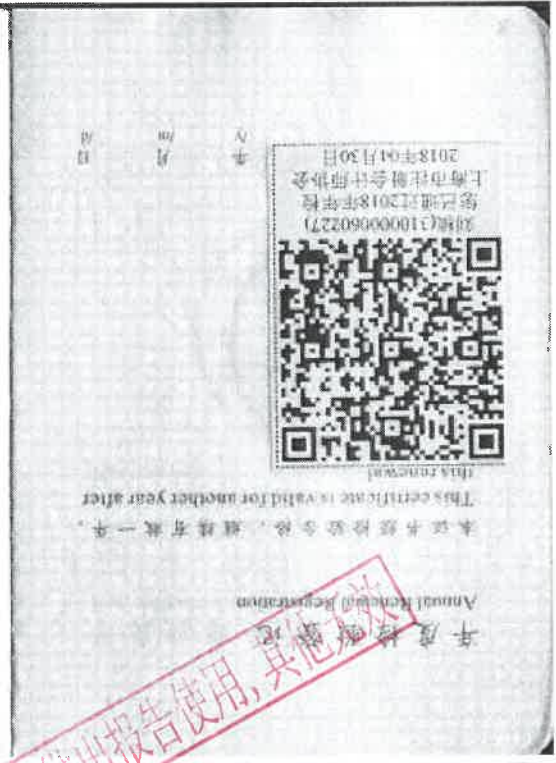 年度检验登记
Annual Renewal Registration
本证书经检验合格，继续有效一年。
This certificate is valid for another year after
this renewal
刘桢(310000060227)
您已通过2018年年检
上海市注册会计师协会
2018年04月30日
年 月 日
/y /m /d
报告使用,其他无效